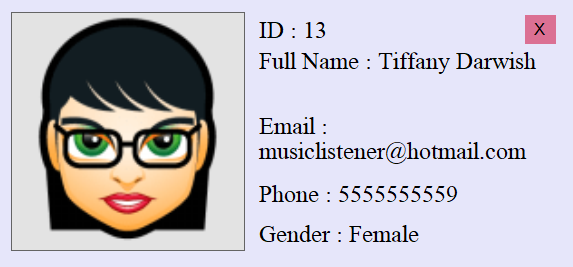 ID : 13
X
Full Name : Tiffany Darwish
Email :
musiclistener@hotmail.com
Phone : 5555555559
Gender : Female